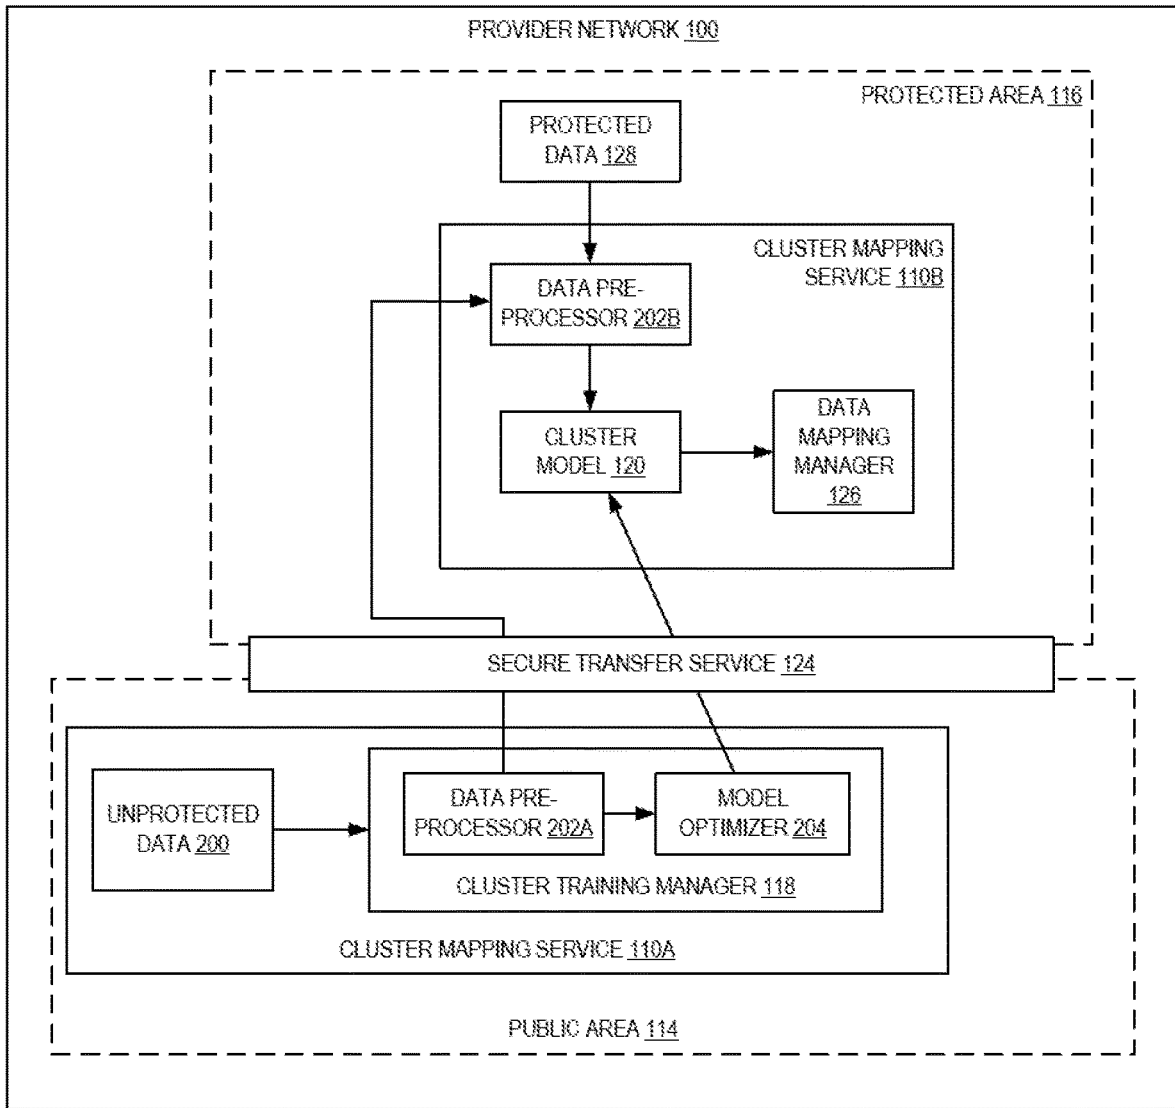 PROVIDER NETWORK 100
PROTECTED AREA 116
PROTECTED
DATA 128
CLUSTER MAPPING
SERVICE 110B
DATA PRE-
PROCESSOR 202B
CLUSTER
MODEL 120
DATA
MAPPING
MANAGER
126
SECURE TRANSFER SERVICE 124
UNPROTECTED
DATA 200
DATA PRE-
PROCESSOR 202A
MODEL
OPTIMIZER 204
CLUSTER TRAINING MANAGER 118
CLUSTER MAPPING SERVICE 110A
PUBLIC AREA 114